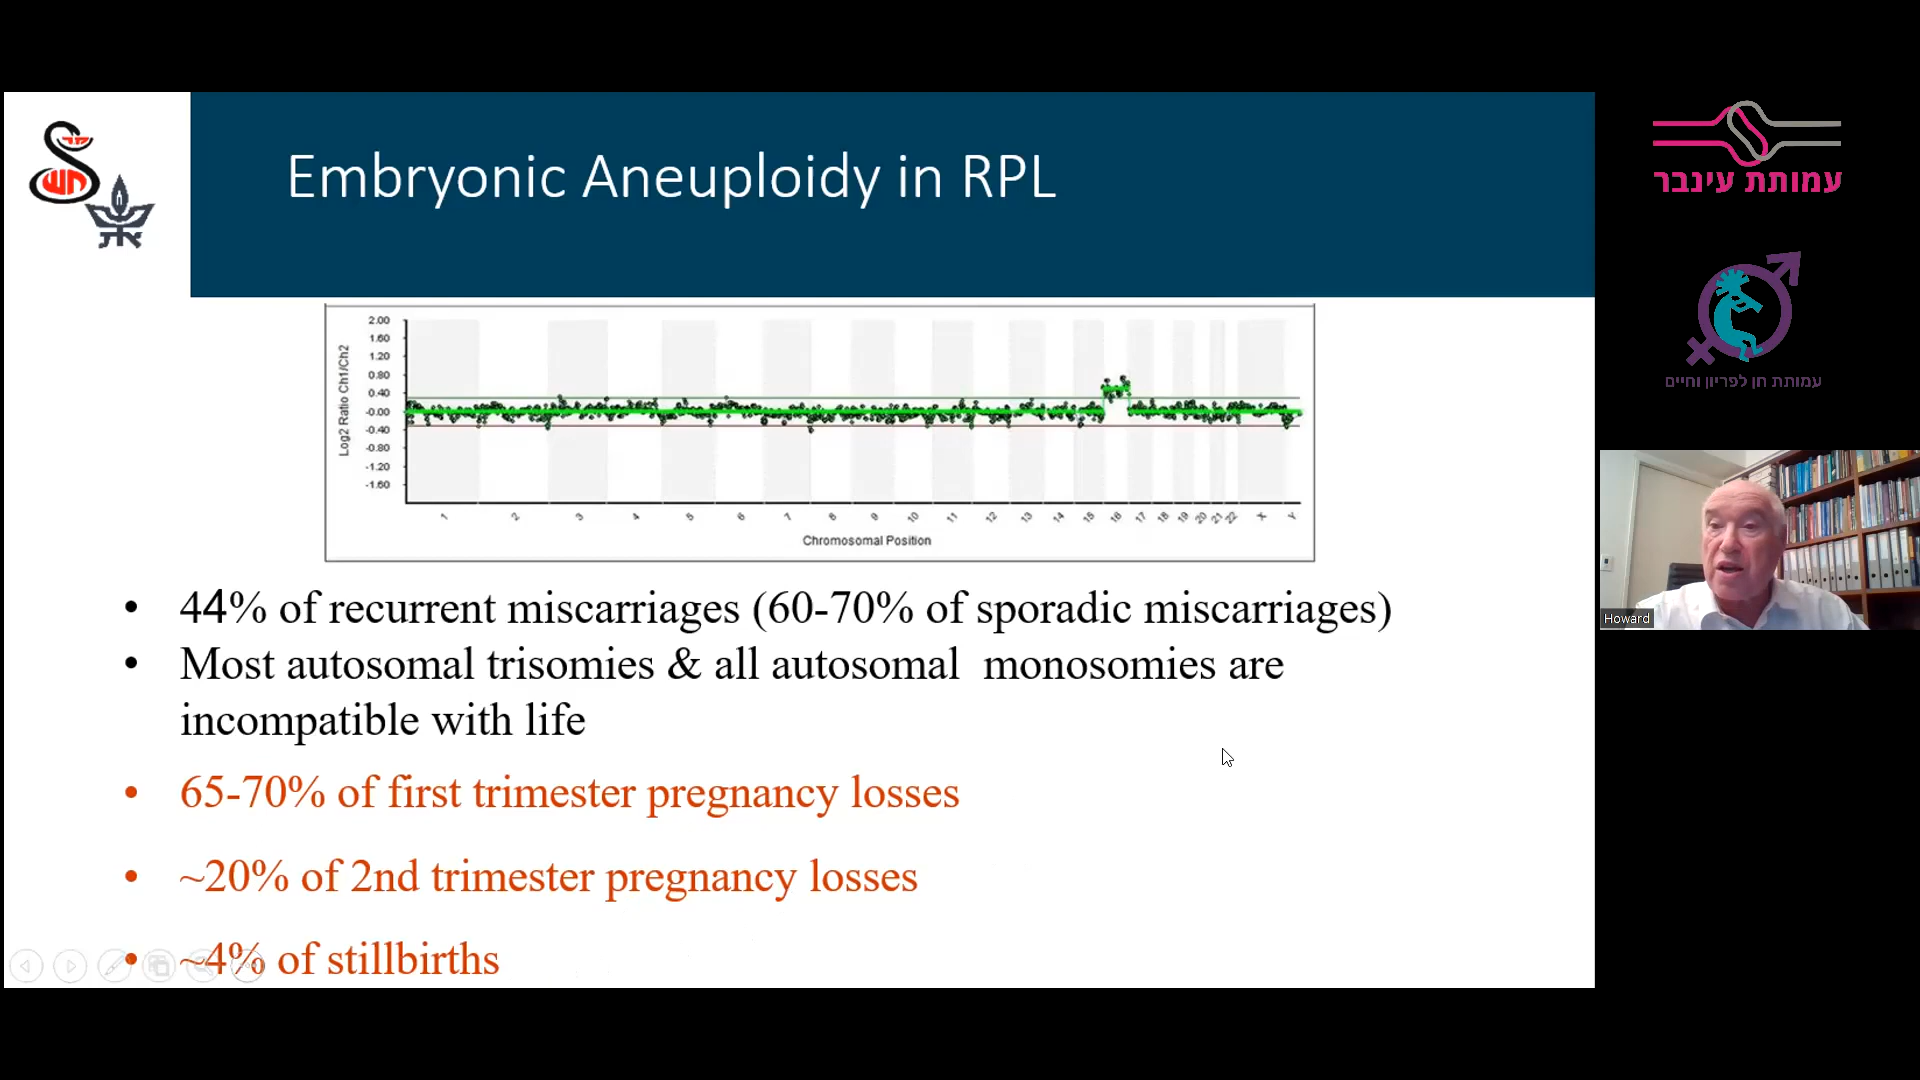 Embryonic Aneuploidy in RPL
Log2 Ratio Ch1/Ch2
2.00
1.60
1.20
0.80
0.40
-0.00
-0.40
-0.80
-1.20
-1.60
1 2 3 4 5 6 7 8 9 10 11 12 13 14 15 16 17 18 19 20 21 22 X Y
Chromosomal Position
• 44% of recurrent miscarriages (60-70% of sporadic miscarriages)
• Most autosomal trisomies & all autosomal monosomies are
incompatible with life
• 65-70% of first trimester pregnancy losses
• ~20% of 2nd trimester pregnancy losses
• ~4% of stillbirths
עמותת עינבר
עמותת חן לפריון וחיים
Howard